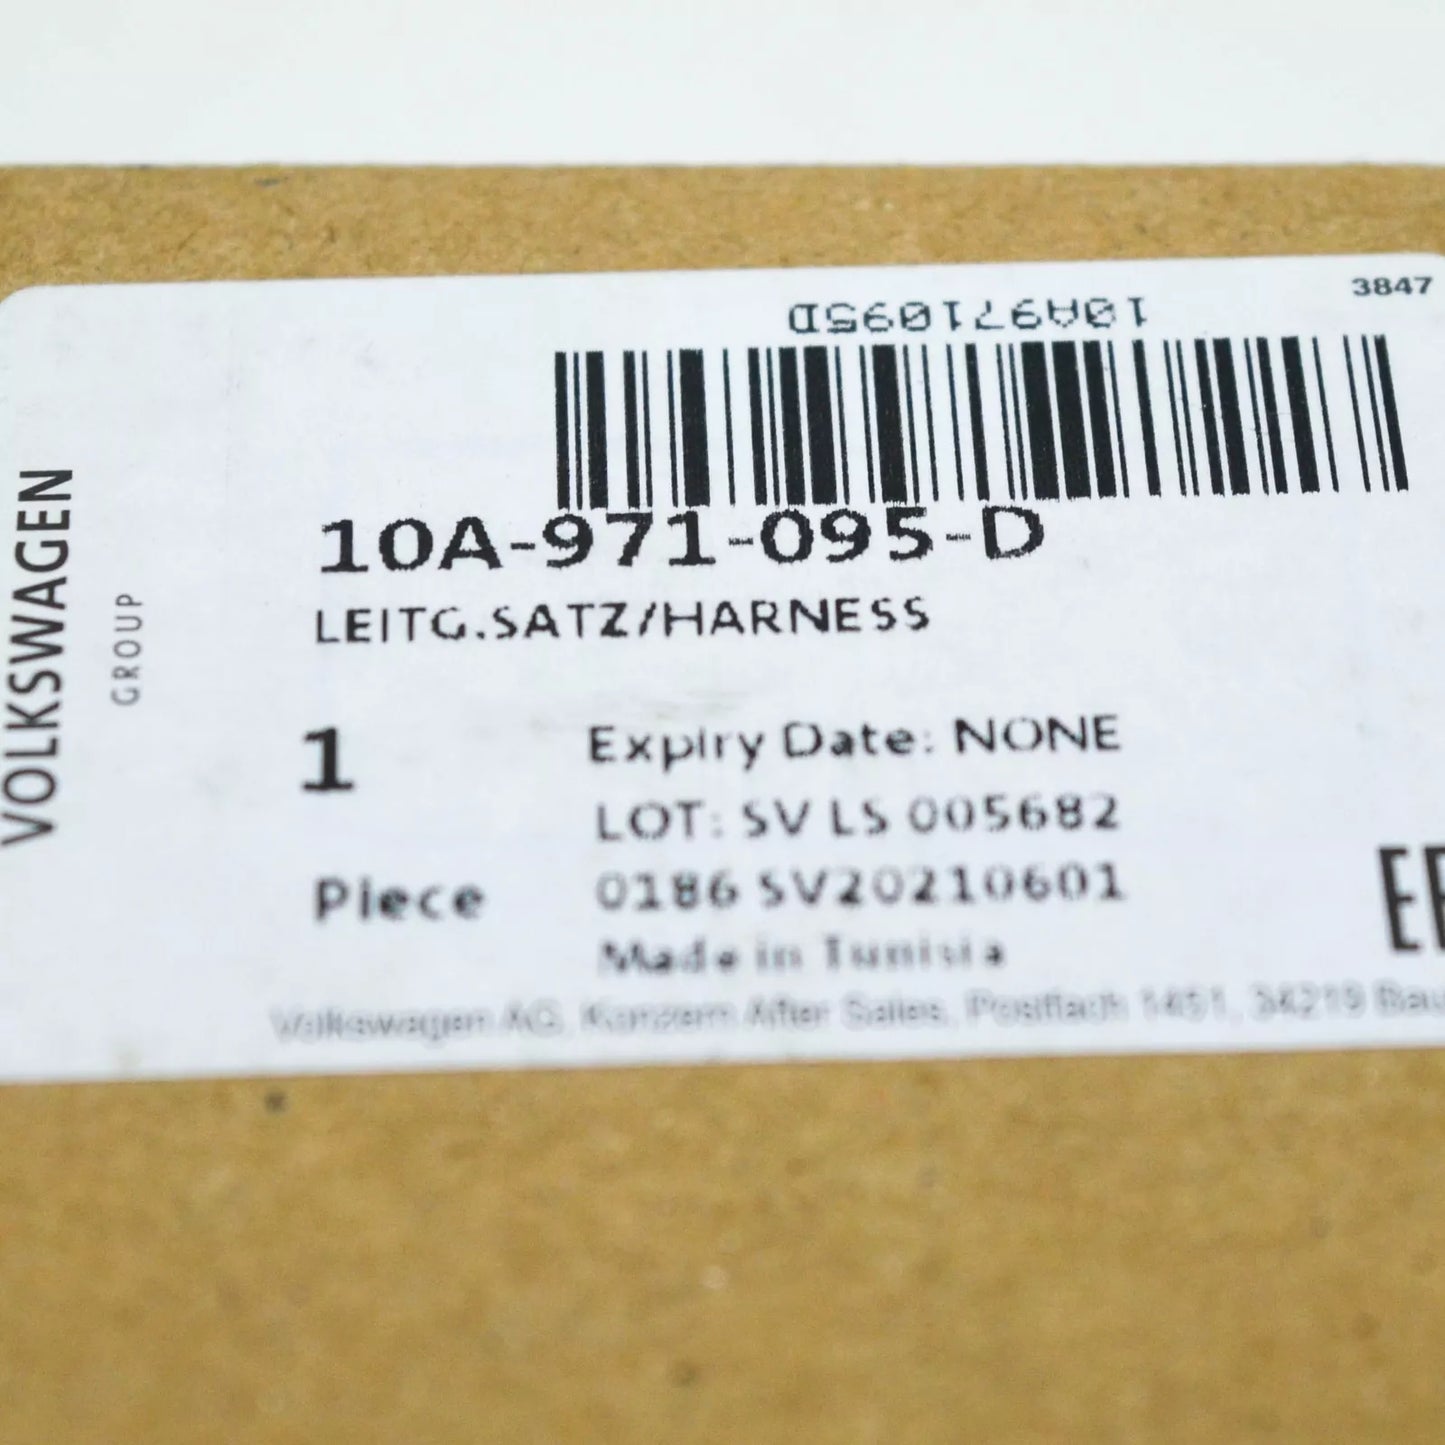 3847
10A971095D
10A-971-095-D
LEITG.SATZ/HARNESS
VOLKSWAGEN
GROUP
1
Expiry Date: NONE
LOT: SV LS 005682
Piece
0186 SV20210601
Made in Tunisia
Volkswagen AG, Konzern After Sales, Postfach 1451, 34219